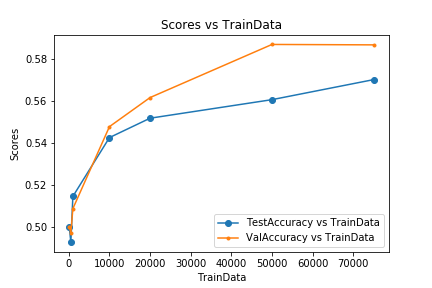 Scores vs TrainData
0.58
0.56
0.54
0.52
0.50
Scores
TestAccuracy vs TrainData
ValAccuracy vs TrainData
0
10000
20000
30000
40000
50000
60000
70000
TrainData